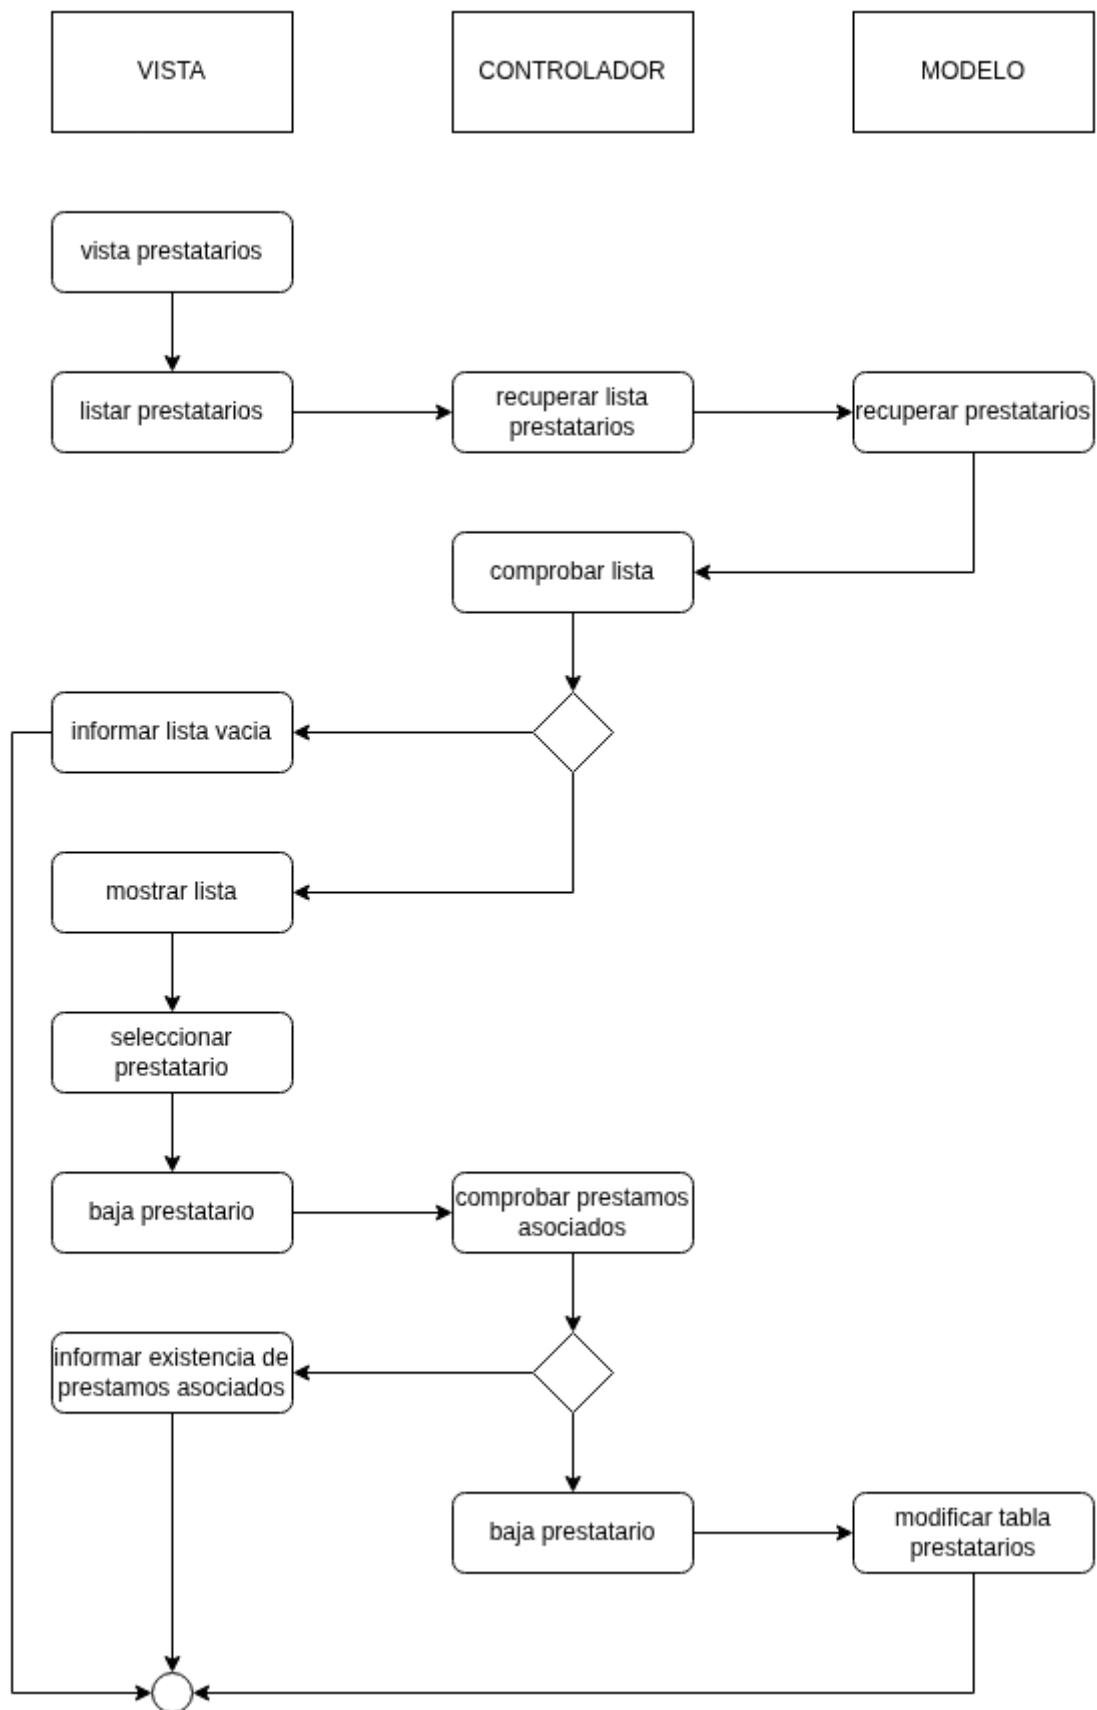 VISTA
CONTROLADOR
MODELO
vista prestatarios
listar prestatarios
recuperar lista
prestatarios
recuperar prestatarios
comprobar lista
informar lista vacia
mostrar lista
seleccionar
prestatario
baja prestatario
comprobar prestamos
asociados
informar existencia de
prestamos asociados
baja prestatario
modificar tabla
prestatarios